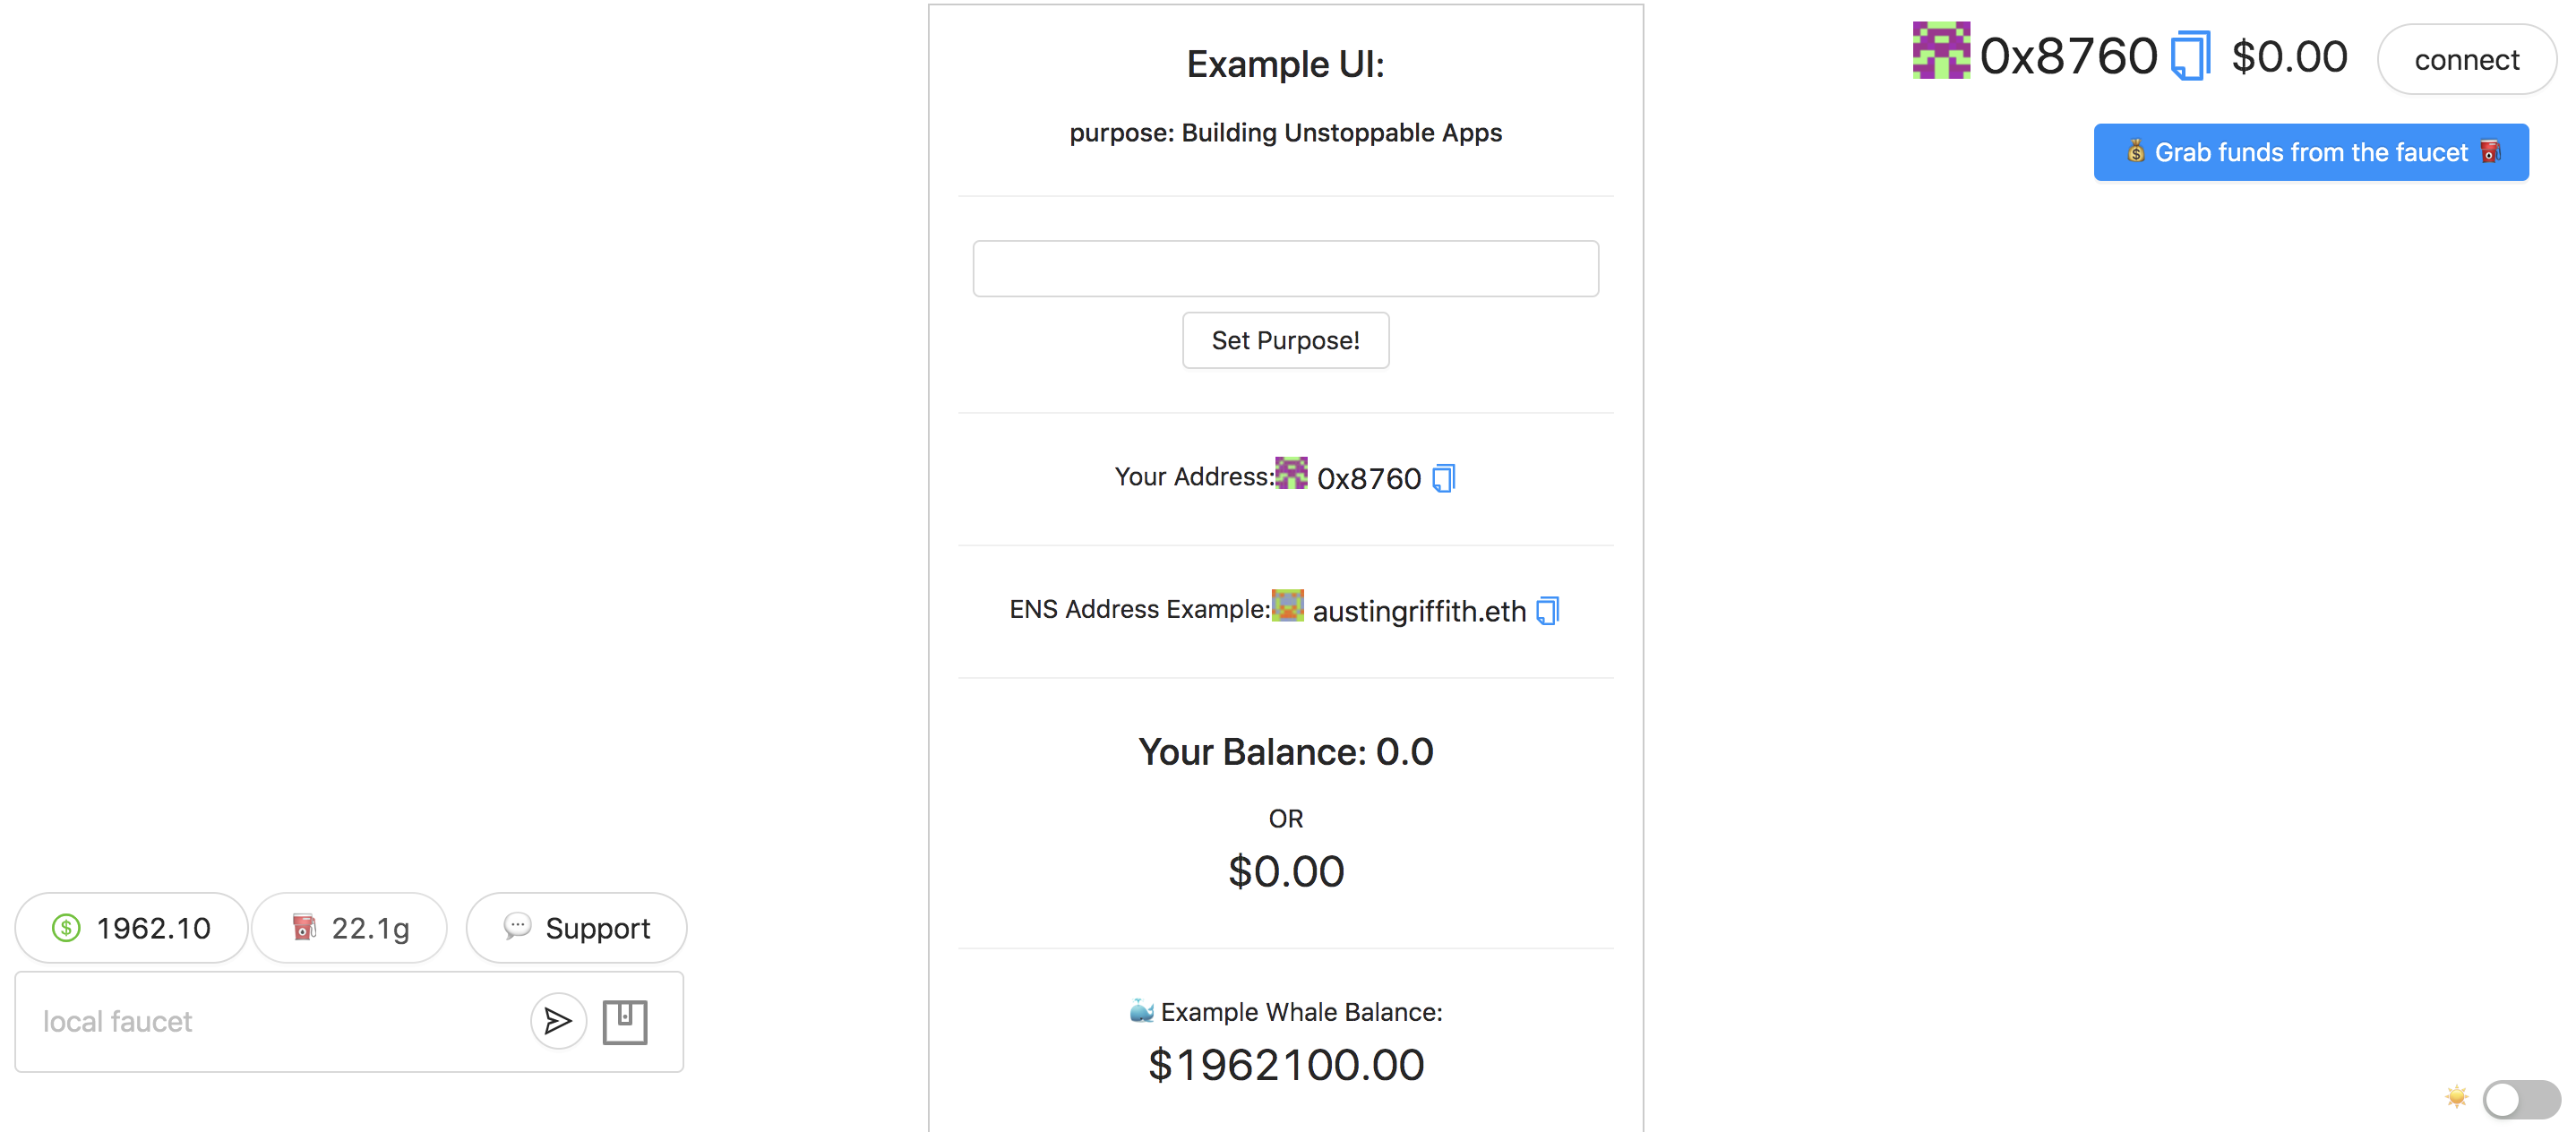 Example UI:
purpose: Building Unstoppable Apps
Set Purpose!
Your Address: 0x8760
ENS Address Example: austingriffith.eth
Your Balance: 0.0
OR
$0.00
Example Whale Balance:
$1962100.00
0x8760 $0.00 connect
Grab funds from the faucet
1962.10 22.1g Support
local faucet